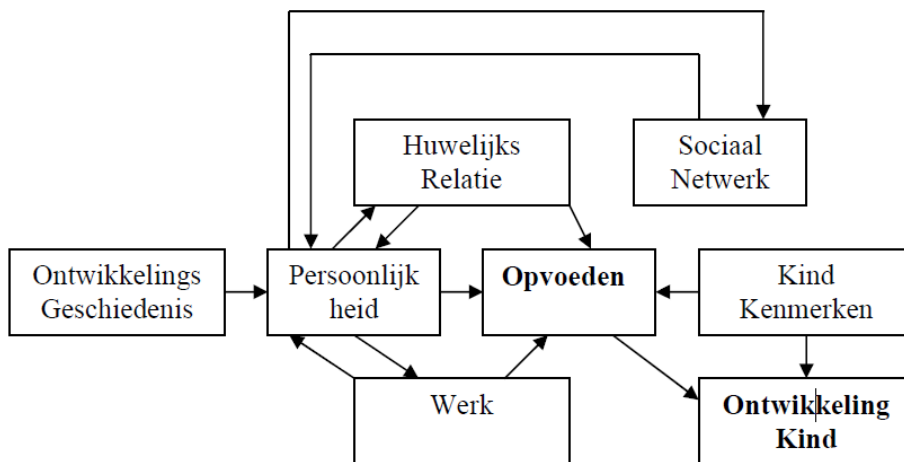 Huwelijks
Relatie
Sociaal
Netwerk
Ontwikkelings
Geschiedenis
Persoonlijk
heid
Opvoeden
Kind
Kenmerken
Werk
Ontwikkeling
Kind